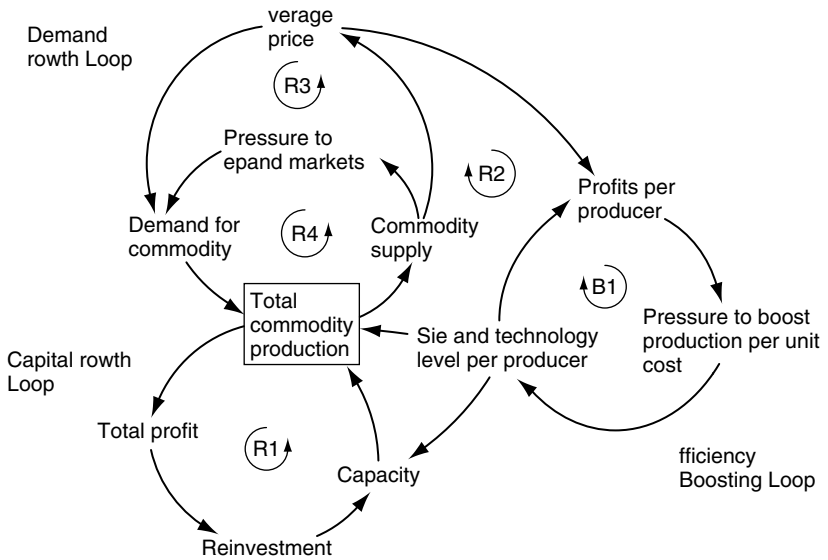 Demand
rowth Loop
verage
price
R3
Pressure to
epand markets
R2
Profits per
producer
Demand for
commodity
R4
Commodity
supply
B1
Total
commodity
production
Sie and technology
level per producer
Pressure to boost
production per unit
cost
Capital rowth
Loop
Total profit
R1
Capacity
fficiency
Boosting Loop
Reinvestment